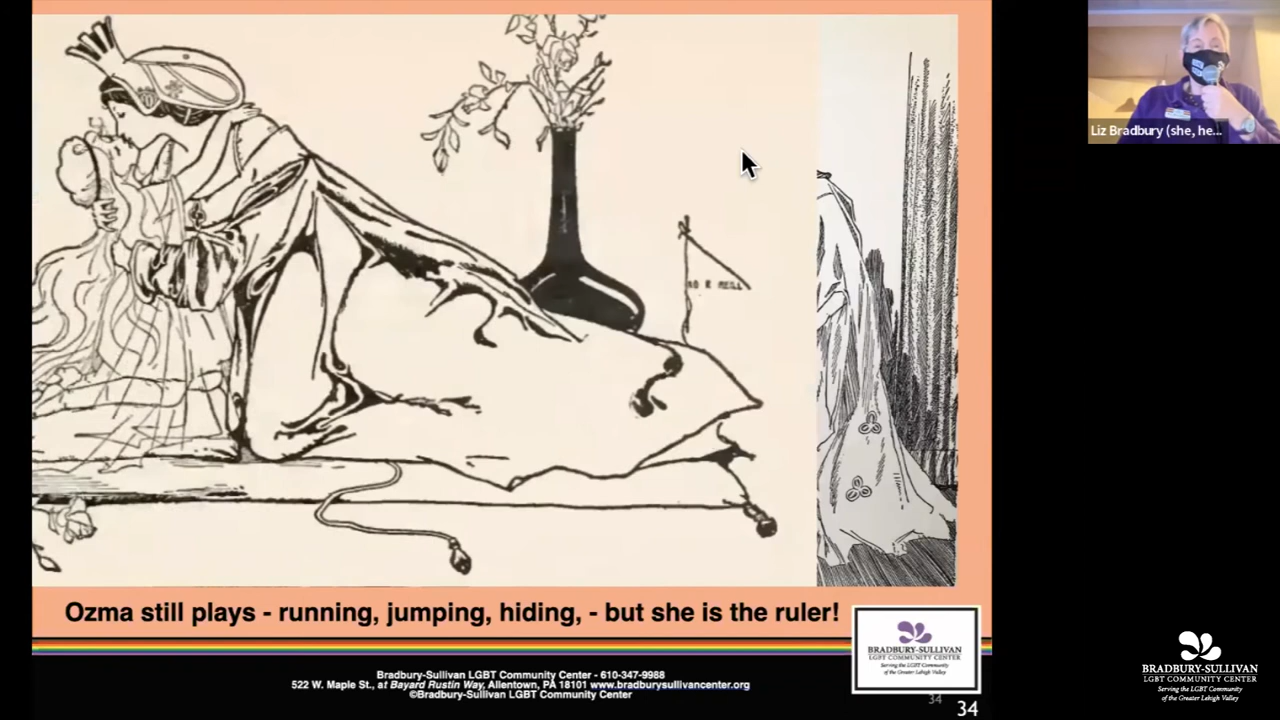 Liz Bradbury (she, he...
Ozma still plays - running, jumping, hiding, - but she is the ruler!
BRADBURY-SULLIVAN
LGBT COMMUNITY CENTER
Serving the LGBT Community
of the Greater Lehigh Valley
Bradbury-Sullivan LGBT Community Center - 610-347-9988
522 W. Maple St., at Bayard Rustin Way, Allentown, PA 18101 www.bradburysullivancenter.org
©Bradbury-Sullivan LGBT Community Center
34
34
BRADBURY-SULLIVAN
LGBT COMMUNITY CENTER
Serving the LGBT Community
of the Greater Lehigh Valley